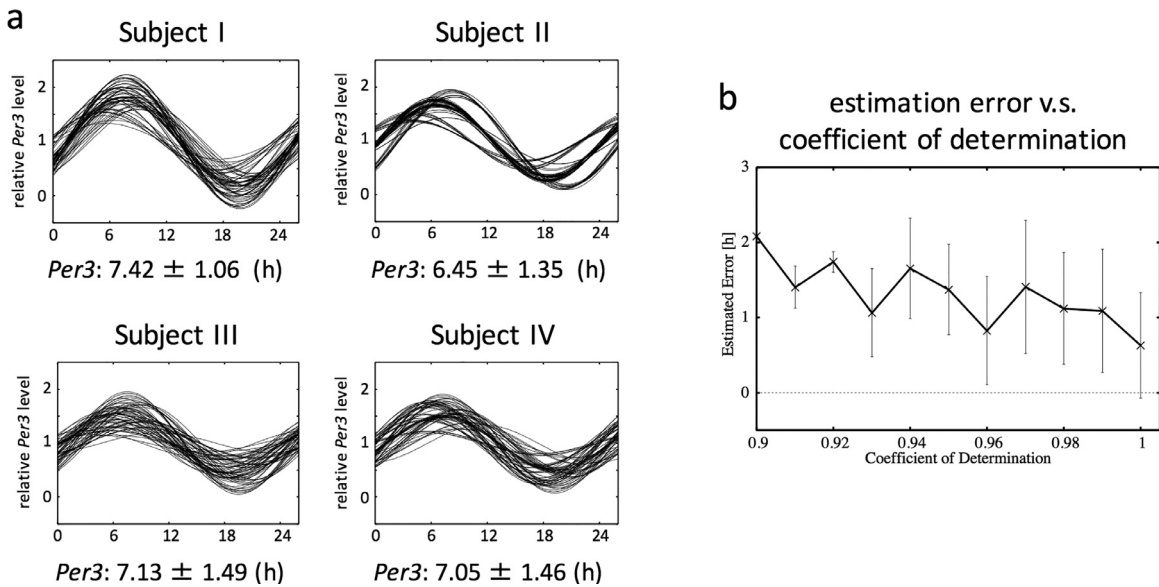 a
Subject I
relative Per3 level
2
1
0
0 6 12 18 24
Per3: 7.42 ± 1.06 (h)
Subject II
relative Per3 level
2
1
0
0 6 12 18 24
Per3: 6.45 ± 1.35 (h)
Subject III
relative Per3 level
2
1
0
0 6 12 18 24
Per3: 7.13 ± 1.49 (h)
Subject IV
relative Per3 level
2
1
0
0 6 12 18 24
Per3: 7.05 ± 1.46 (h)
b
estimation error v.s.
coefficient of determination
Estimated Error [h]
3
2
1
0
0.9 0.92 0.94 0.96 0.98 1
Coefficient of Determination